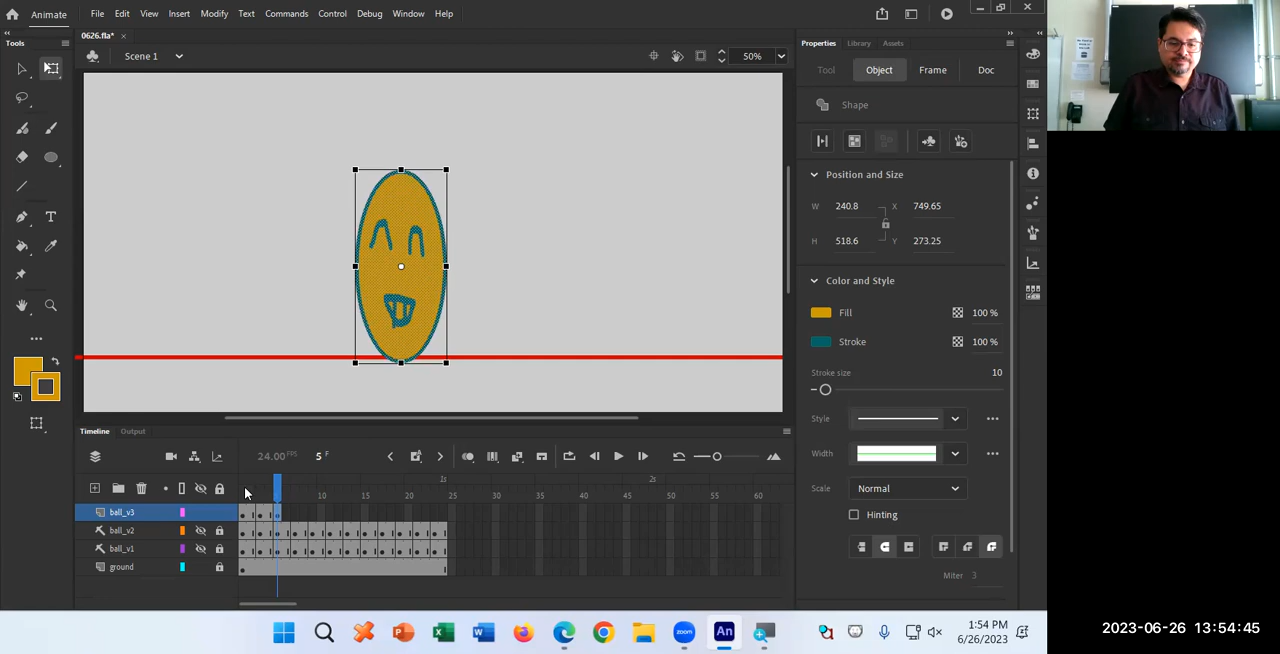 Animate File Edit View Insert Modify Text Commands Control Debug Window Help
0626.fla*
Tools
Scene 1
50%
Properties Library Assets
Tool Object Frame Doc
Shape
Position and Size
W 240.8 X 749.65
H 518.6 Y 273.25
Color and Style
Fill 100 %
Stroke 100 %
Stroke size
10
Style
Width
Scale Normal
Hinting
Miter 3
Timeline Output
24.00 FPS 5 F
1s 2s
10 15 20 25 30 35 40 45 50 55 60
ball_v3
ball_v2
ball_v1
ground
An
1:54 PM
6/26/2023
2023-06-26 13:54:45